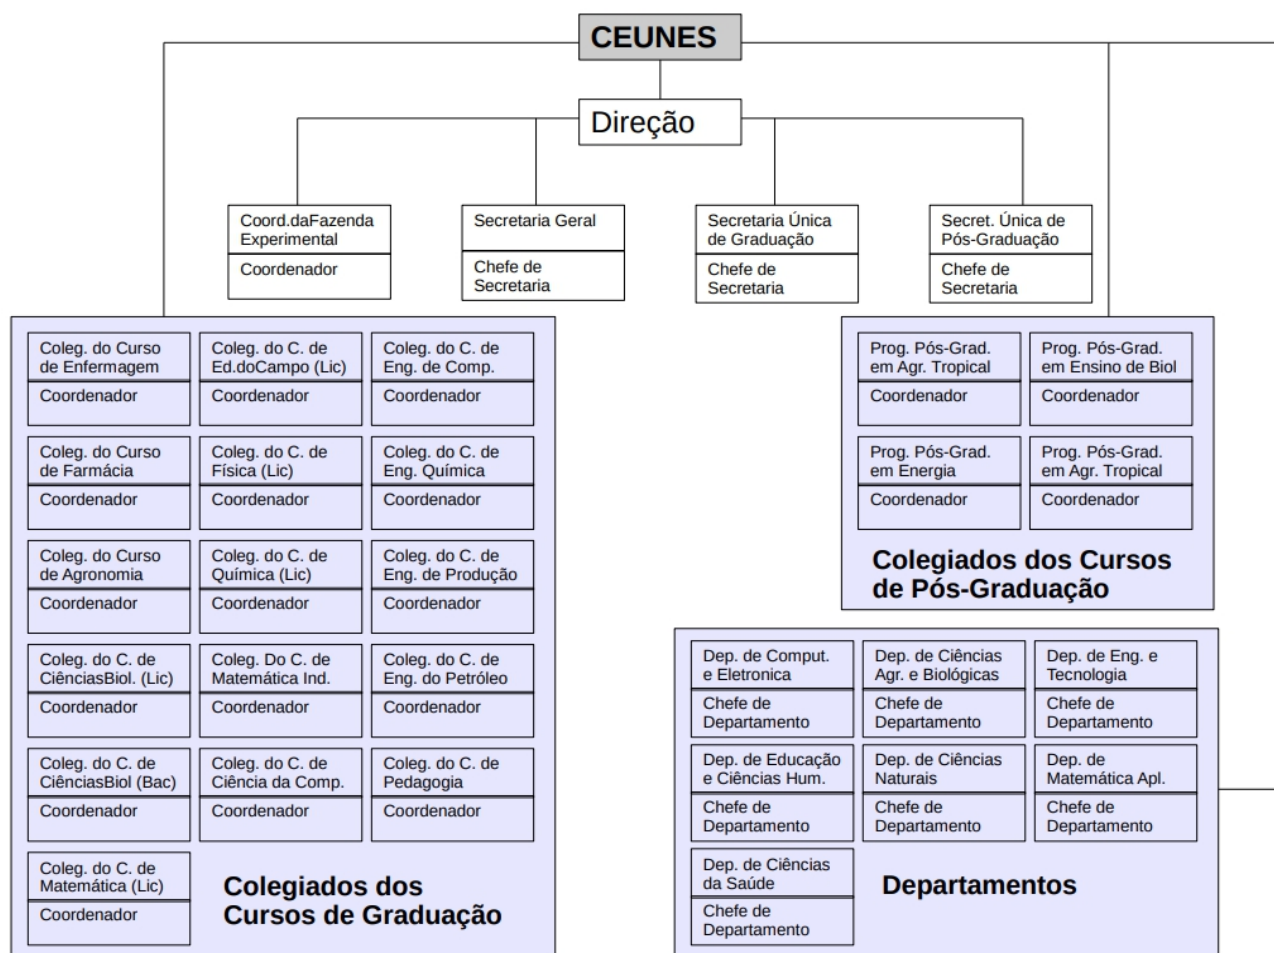 CEUNES
Direção
Coord.daFazenda
Experimental
Coordenador
Secretaria Geral
Chefe de
Secretaria
Secretaria Única
de Graduação
Chefe de
Secretaria
Secret. Única de
Pós-Graduação
Chefe de
Secretaria
Coleg. do Curso
de Enfermagem
Coordenador
Coleg. do C. de
Ed.doCampo (Lic)
Coordenador
Coleg. do C. de
Eng. de Comp.
Coordenador
Coleg. do Curso
de Farmácia
Coordenador
Coleg. do C. de
Física (Lic)
Coordenador
Coleg. do C. de
Eng. Química
Coordenador
Coleg. do Curso
de Agronomia
Coordenador
Coleg. do C. de
Química (Lic)
Coordenador
Coleg. do C. de
Eng. de Produção
Coordenador
Coleg. do C. de
CiênciasBiol. (Lic)
Coordenador
Coleg. Do C. de
Matemática Ind.
Coordenador
Coleg. do C. de
Eng. do Petróleo
Coordenador
Coleg. do C. de
CiênciasBiol (Bac)
Coordenador
Coleg. do C. de
Ciência da Comp.
Coordenador
Coleg. do C. de
Pedagogia
Coordenador
Coleg. do C. de
Matemática (Lic)
Coordenador
Colegiados dos
Cursos de Graduação
Prog. Pós-Grad.
em Agr. Tropical
Coordenador
Prog. Pós-Grad.
em Ensino de Biol
Coordenador
Prog. Pós-Grad.
em Energia
Coordenador
Prog. Pós-Grad.
em Agr. Tropical
Coordenador
Colegiados dos Cursos
de Pós-Graduação
Dep. de Comput.
e Eletronica
Chefe de
Departamento
Dep. de Ciências
Agr. e Biológicas
Chefe de
Departamento
Dep. de Eng. e
Tecnologia
Chefe de
Departamento
Dep. de Educação
e Ciências Hum.
Chefe de
Departamento
Dep. de Ciências
Naturais
Chefe de
Departamento
Dep. de
Matemática Apl.
Chefe de
Departamento
Dep. de Ciências
da Saúde
Chefe de
Departamento
Departamentos